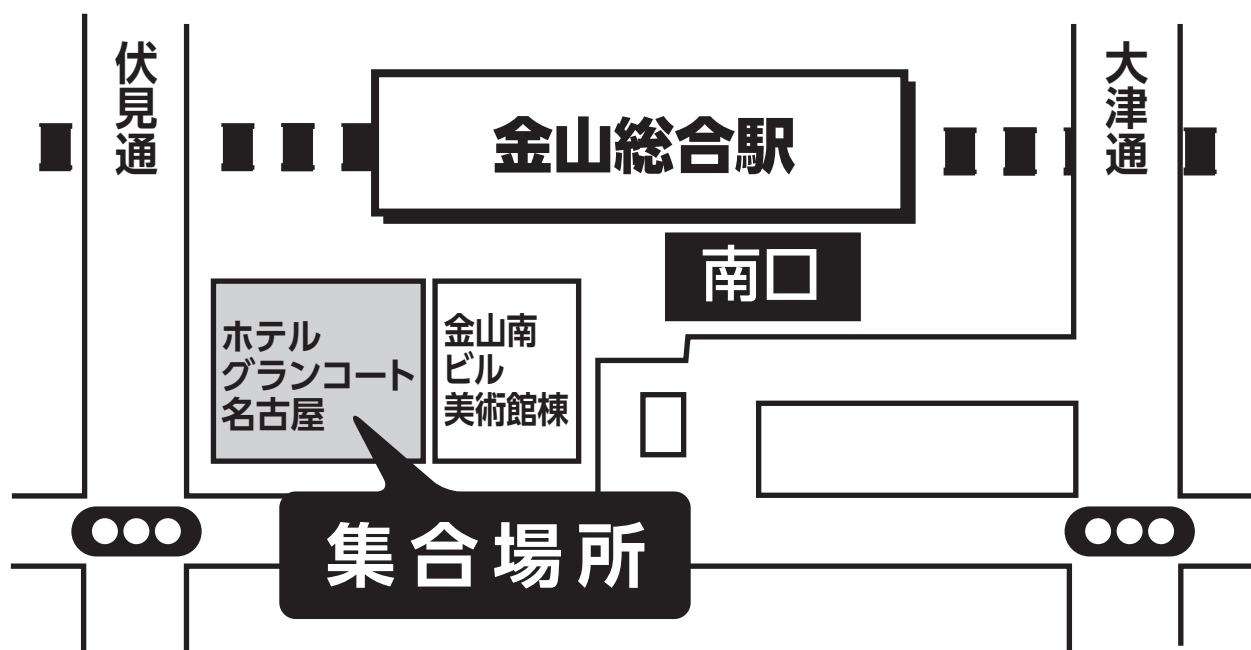 伏見通
大津通
金山総合駅
南口
ホテル
グランコート
名古屋
金山南
ビル
美術館棟
集合場所